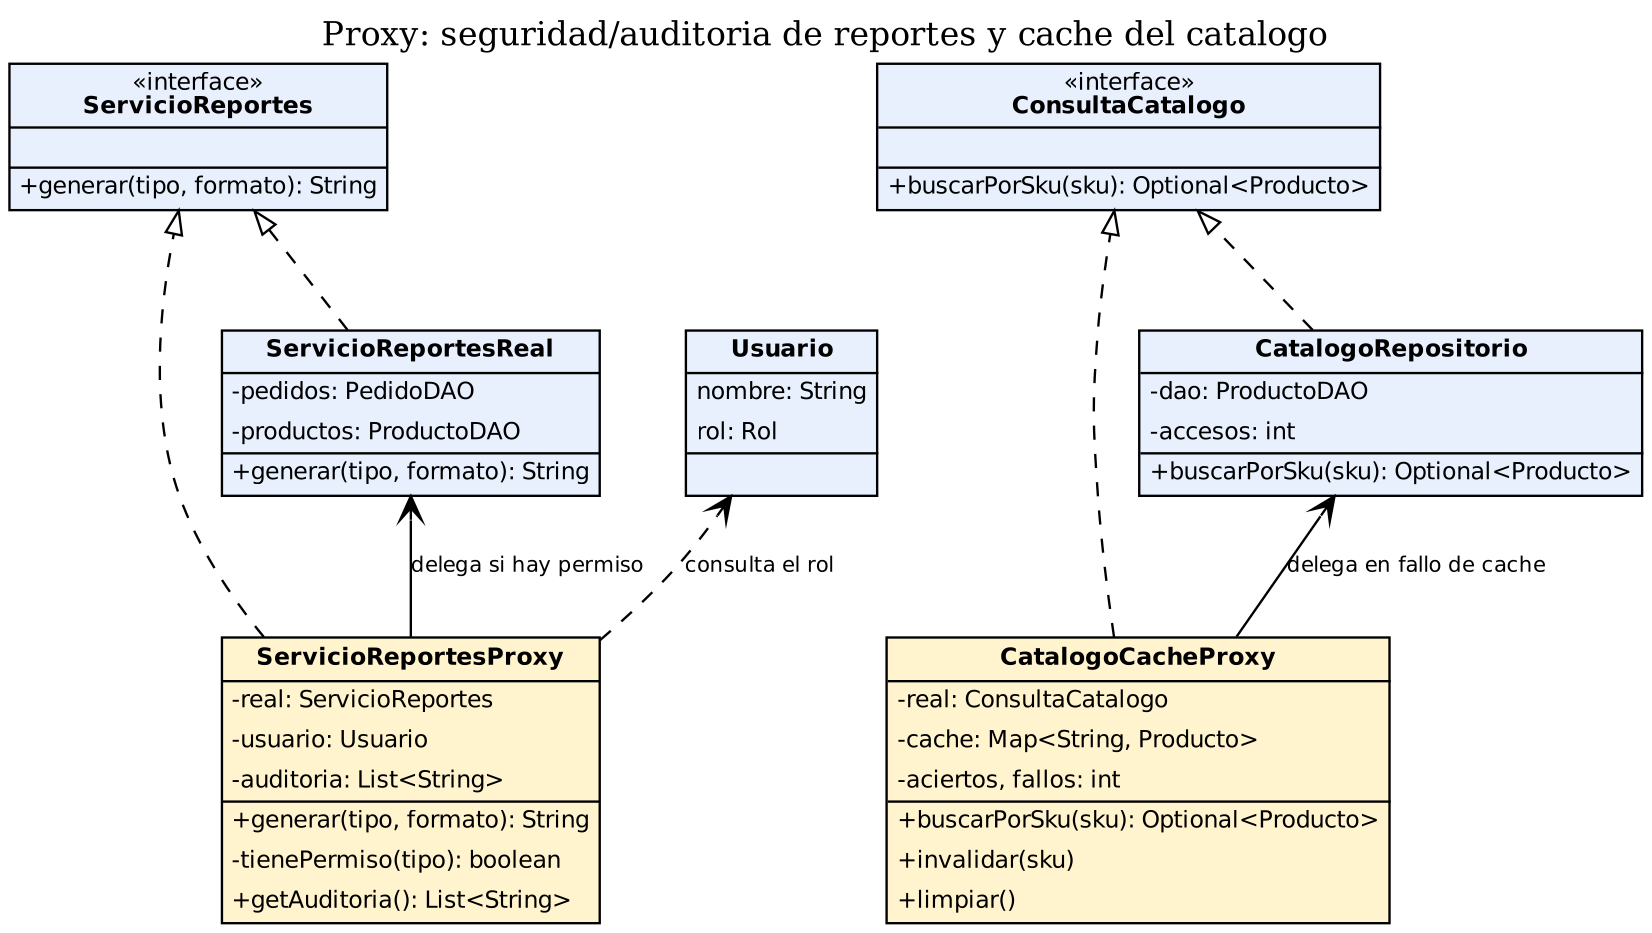 Proxy: seguridad/auditoria de reportes y cache del catalogo
«interface»
ServicioReportes
+generar(tipo, formato): String
«interface»
ConsultaCatalogo
+buscarPorSku(sku): Optional<Producto>
ServicioReportesReal
-pedidos: PedidoDAO
-productos: ProductoDAO
+generar(tipo, formato): String
Usuario
nombre: String
rol: Rol
CatalogoRepositorio
-dao: ProductoDAO
-accesos: int
+buscarPorSku(sku): Optional<Producto>
delega si hay permiso
consulta el rol
delega en fallo de cache
ServicioReportesProxy
-real: ServicioReportes
-usuario: Usuario
-auditoria: List<String>
+generar(tipo, formato): String
-tienePermiso(tipo): boolean
+getAuditoria(): List<String>
CatalogoCacheProxy
-real: ConsultaCatalogo
-cache: Map<String, Producto>
-aciertos, fallos: int
+buscarPorSku(sku): Optional<Producto>
+invalidar(sku)
+limpiar()